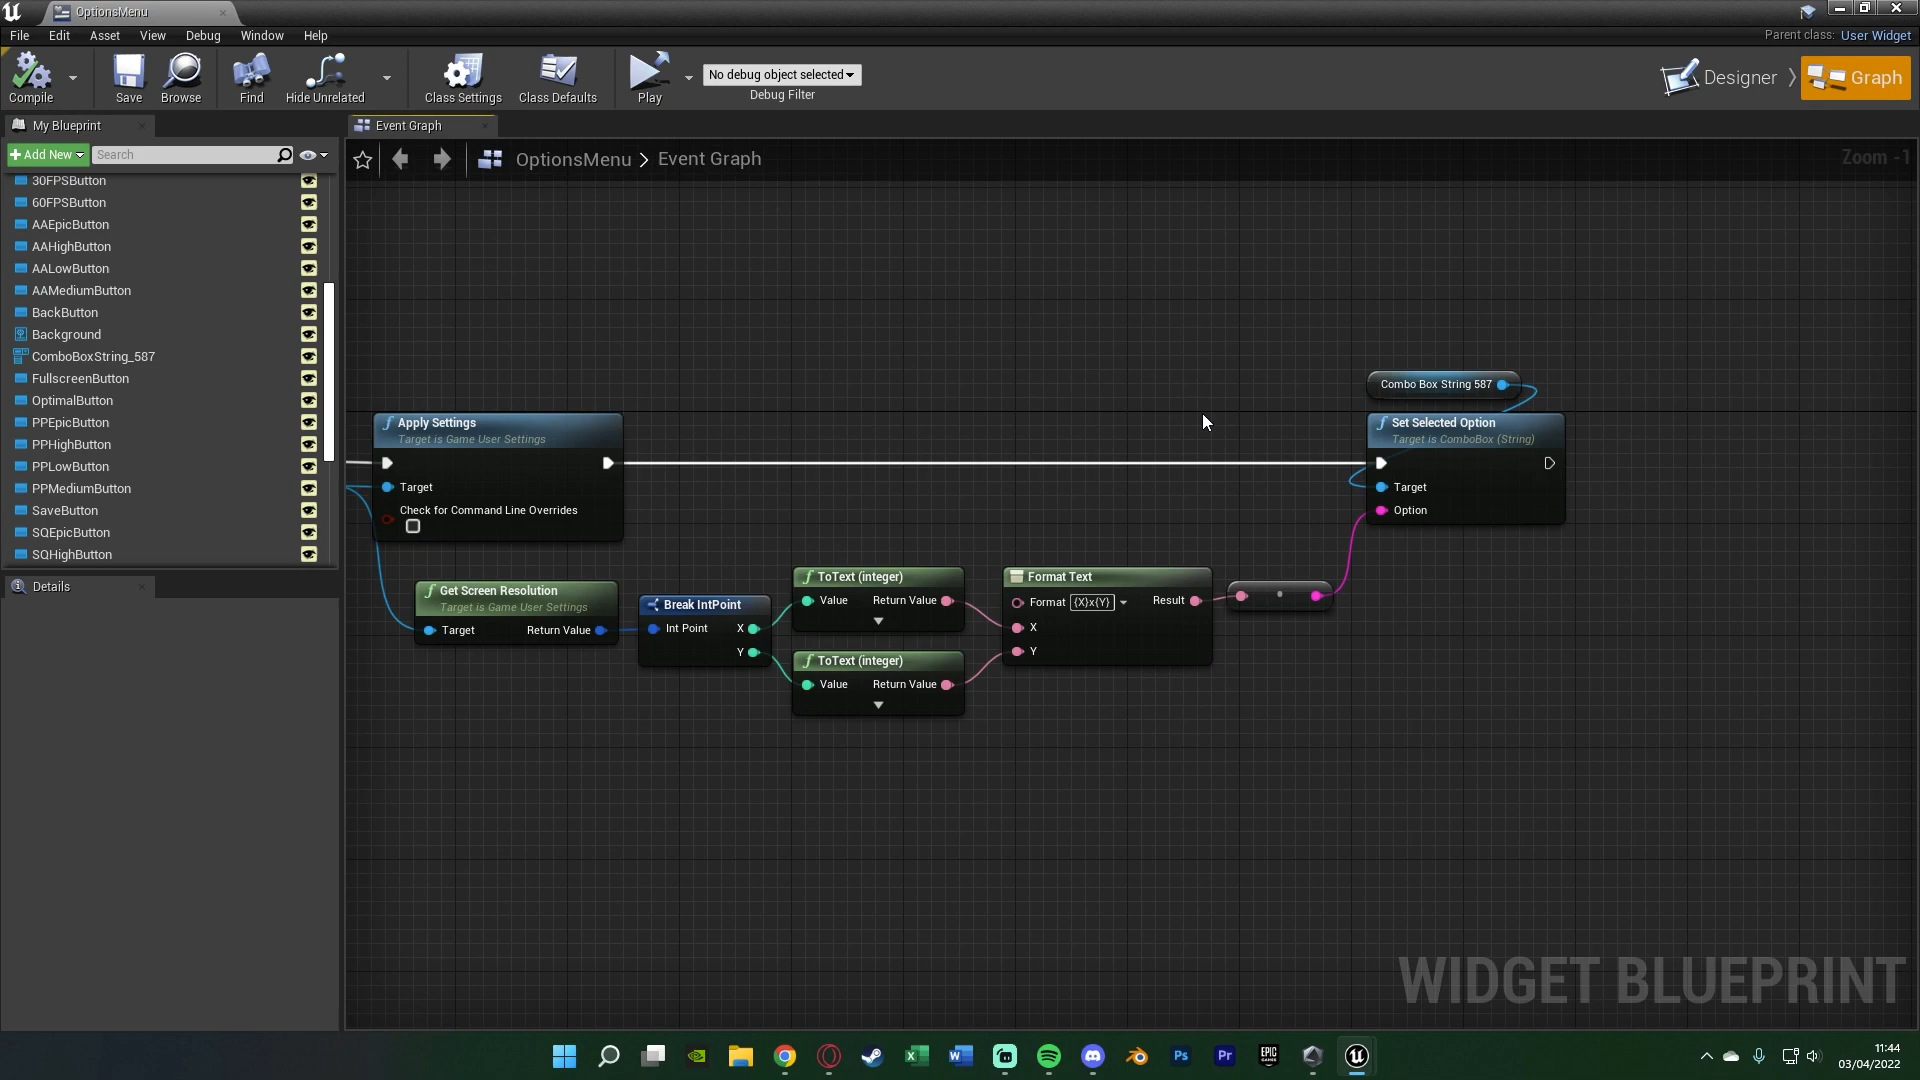 OptionsMenu
File Edit Asset View Debug Window Help
Parent class: User Widget
Compile Save Browse Find Hide Unrelated Class Settings Class Defaults Play
No debug object selected
Debug Filter
Designer Graph
My Blueprint
Event Graph
Add New Search
OptionsMenu > Event Graph
Zoom -1
30FPSButton
60FPSButton
AAEpicButton
AAHighButton
AALowButton
AAMediumButton
BackButton
Background
ComboBoxString_587
FullscreenButton
OptimalButton
PPEpicButton
PPHighButton
PPLowButton
PPMediumButton
SaveButton
SQEpicButton
SQHighButton
Details
Apply Settings
Target is Game User Settings
Target
Check for Command Line Overrides
Get Screen Resolution
Target is Game User Settings
Target Return Value
Break IntPoint
Int Point X
Y
ToText (integer)
Value Return Value
ToText (integer)
Value Return Value
Format Text
Format {X}x{Y} Result
X
Y
Combo Box String 587
Set Selected Option
Target is ComboBox (String)
Target
Option
WIDGET BLUEPRINT
Ps
Pr
EPIC
GAMES
11:44
03/04/2022